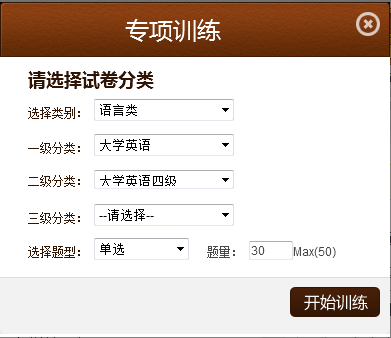 专项训练
请选择试卷分类
选择类别： 语言类
一级分类： 大学英语
二级分类： 大学英语四级
三级分类： --请选择--
选择题型： 单选 题量： 30 Max(50)
开始训练